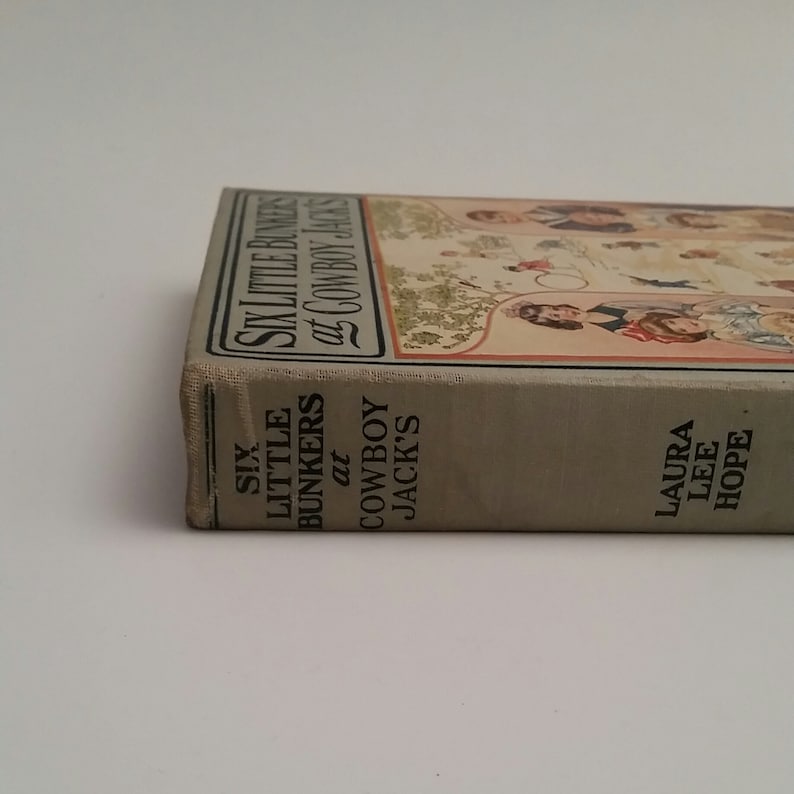 SIX LITTLE BUNKERS
at COWBOY JACK'S
SIX
LITTLE
BUNKERS
at
COWBOY
JACK'S
LAURA
LEE
HOPE